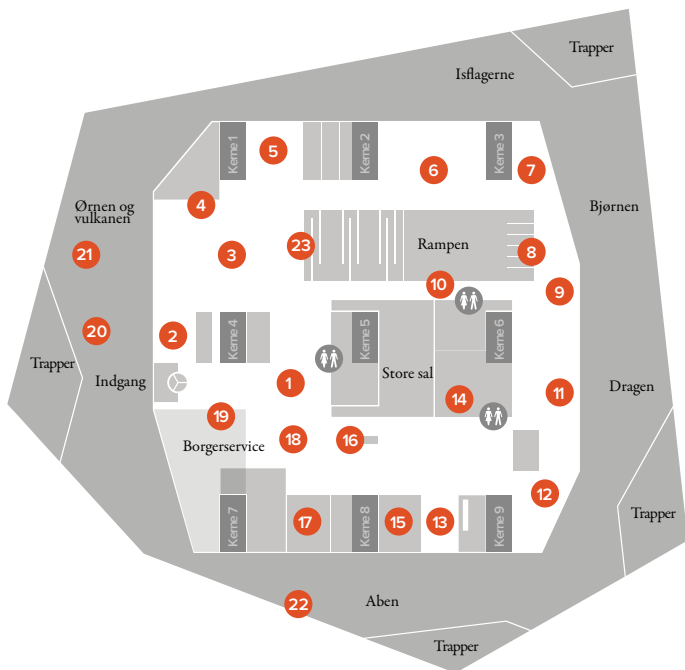 Trapper
Isflagerne
Kerne 1
Kerne 2
Kerne 3
5
6
7
4
Ørnen og
vulkanen
Bjørnen
21
3
23
Rampen
8
10
9
20
2
Kerne 4
Kerne 5
Kerne 6
Trapper
Indgang
1
Store sal
14
11
Dragen
19
Borgerservice
18
16
12
Kerne 7
17
Kerne 8
15
13
Kerne 9
Trapper
22
Aben
Trapper